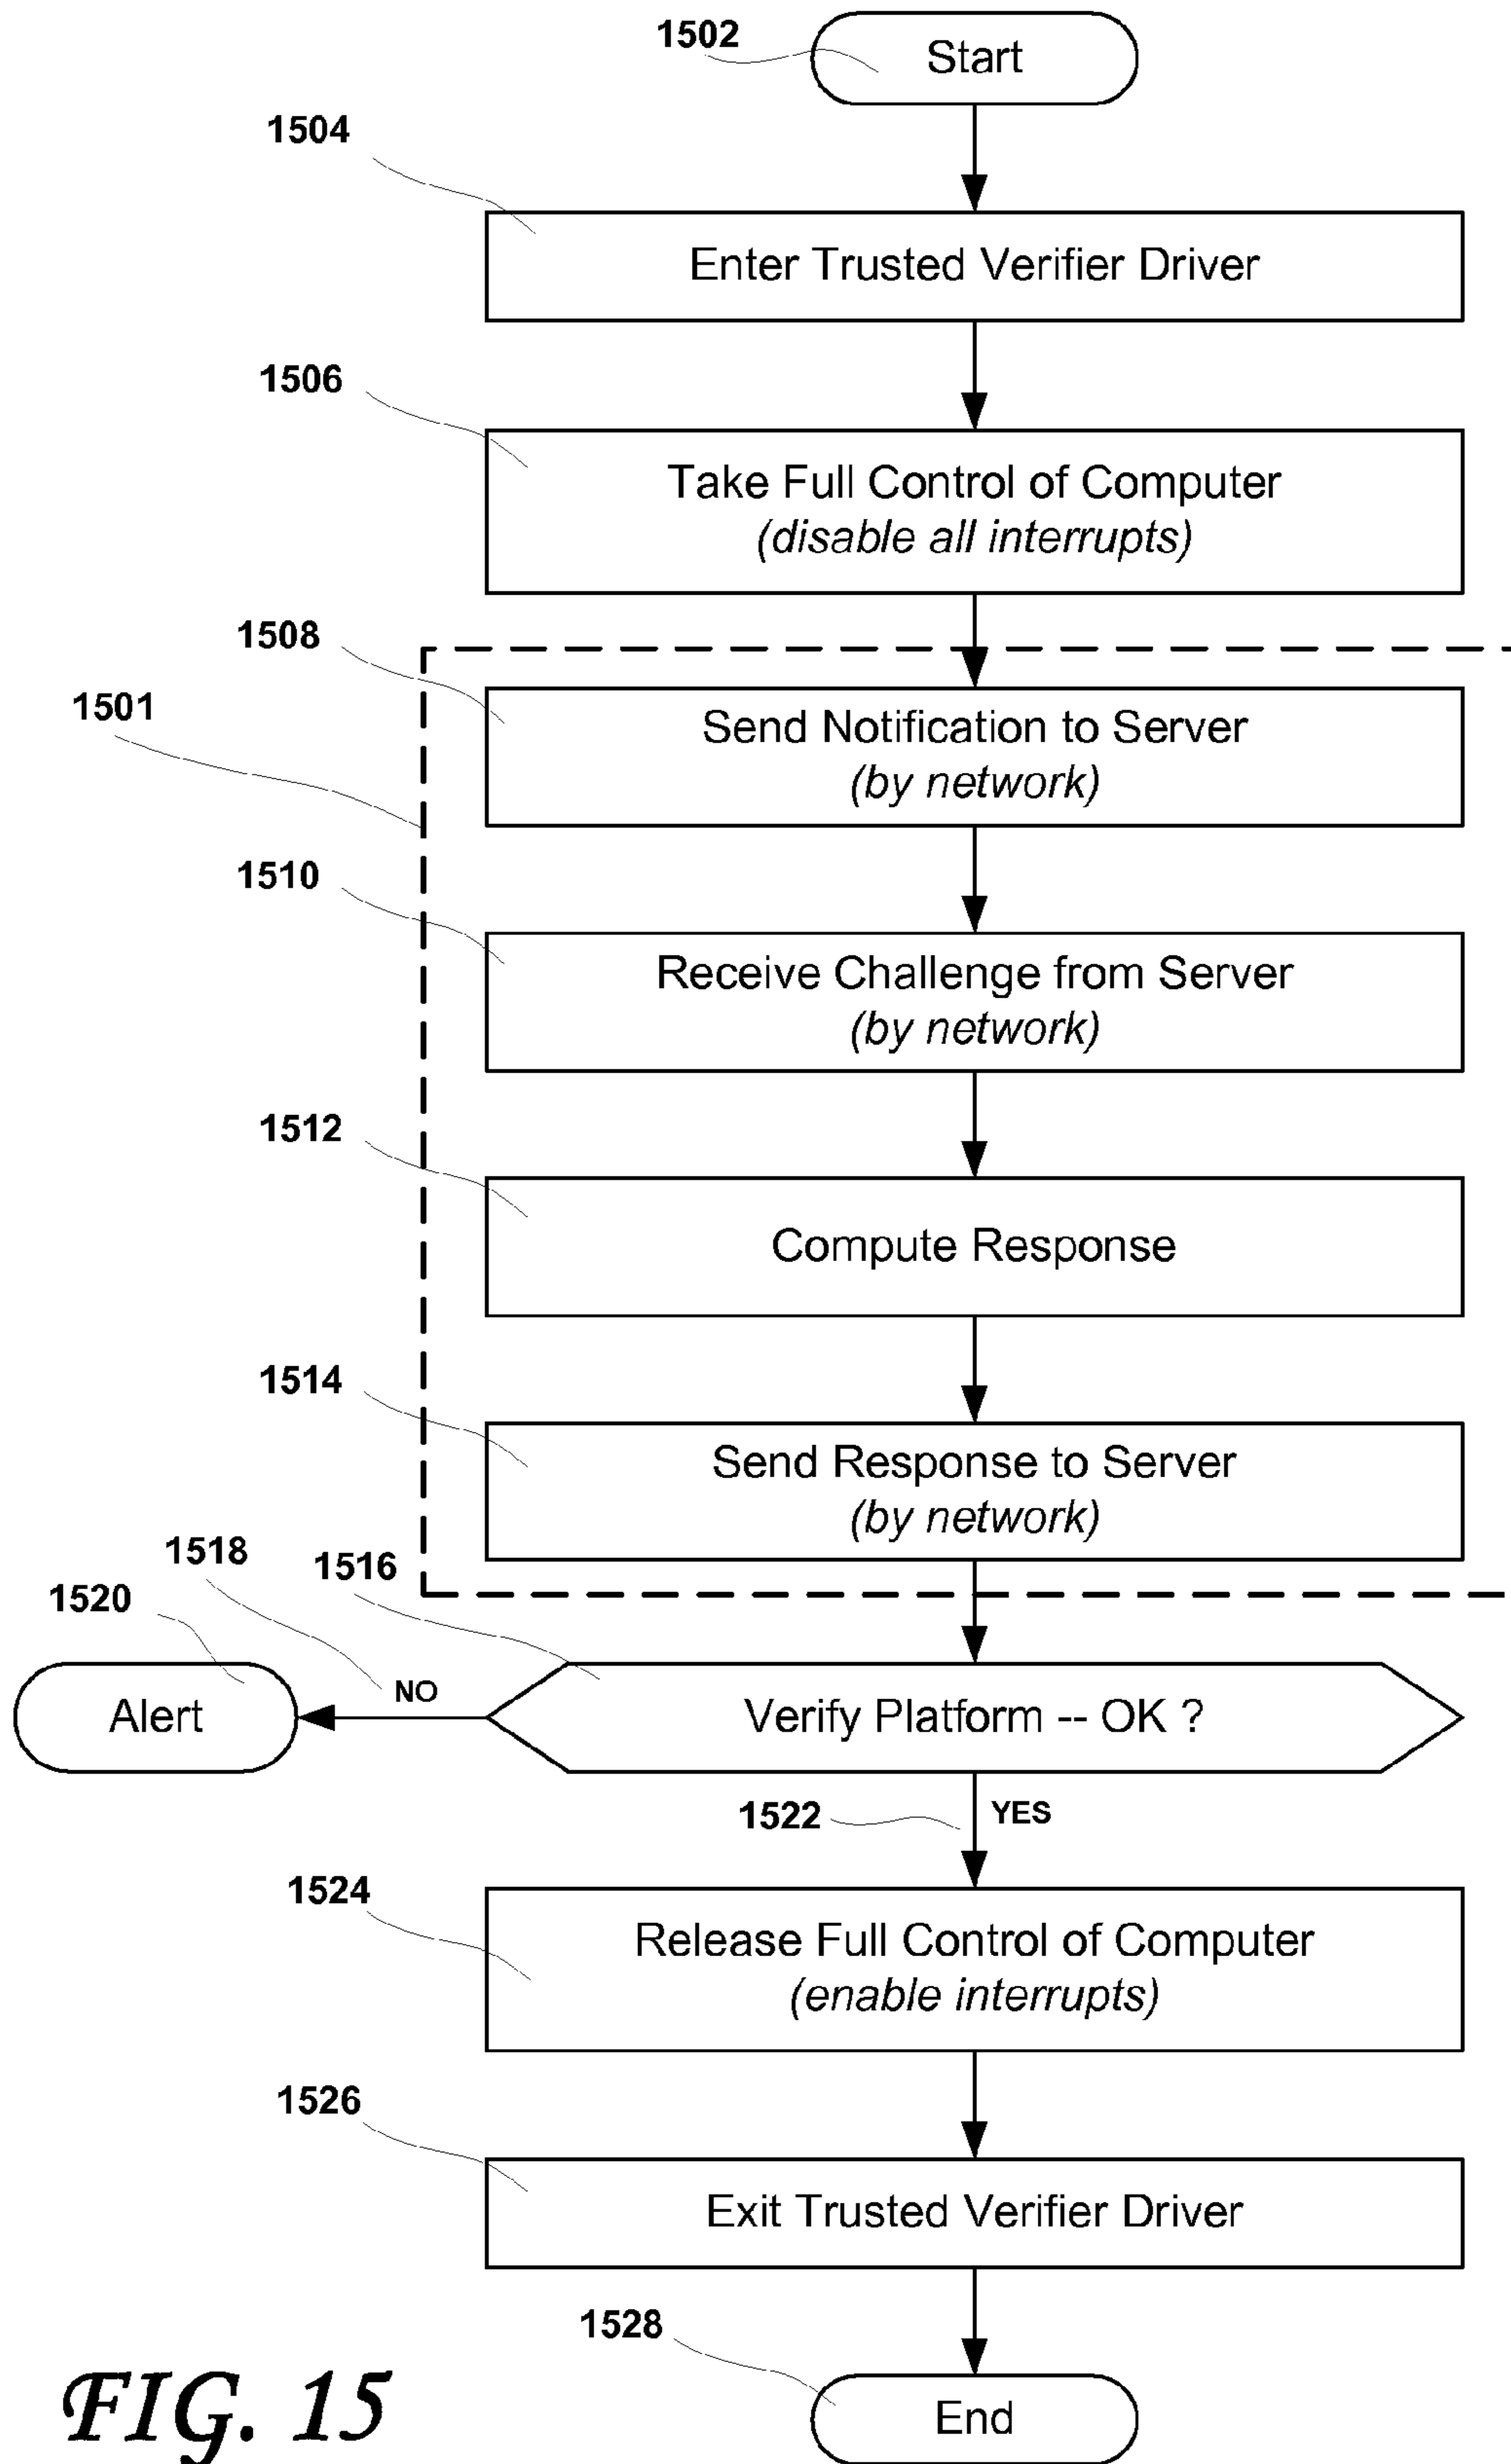 1502
Start
1504
Enter Trusted Verifier Driver
1506
Take Full Control of Computer
(disable all interrupts)
1508
1501
Send Notification to Server
(by network)
1510
Receive Challenge from Server
(by network)
1512
Compute Response
1514
Send Response to Server
(by network)
1518
1516
1520
Alert
NO
Verify Platform -- OK ?
1522
YES
1524
Release Full Control of Computer
(enable interrupts)
1526
Exit Trusted Verifier Driver
1528
End
FIG. 15